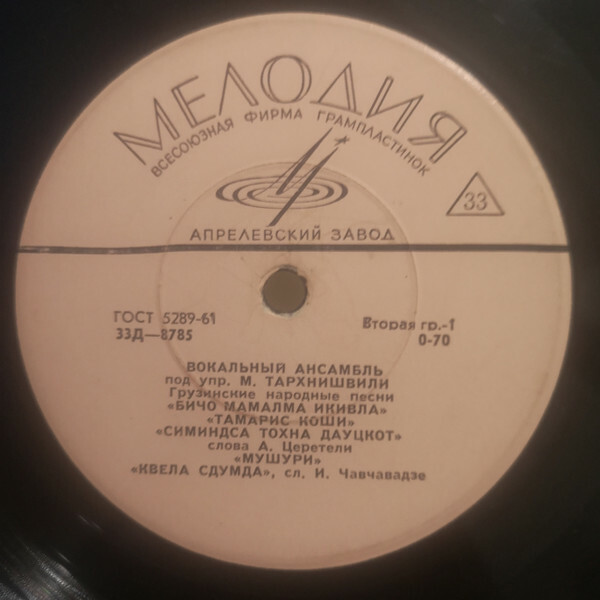 МЕЛОДИЯ
ВСЕСОЮЗНАЯ ФИРМА ГРАМПЛАСТИНОК
33
АПРЕЛЕВСКИЙ ЗАВОД
ГОСТ 5289-61
Вторая гр.-1
33Д—8785
0-70
ВОКАЛЬНЫЙ АНСАМБЛЬ
под упр. М. ТАРХНИШВИЛИ
Грузинские народные песни
«БИЧО МАМАЛМА ИКИВЛА»
«ТАМАРИС КОШИ»
«СИМИНДСА ТОХНА ДАУЦКОТ»
слова А. Церетели
«МУШУРИ»
«КВЕЛА СДУМДА», сл. И. Чавчавадзе